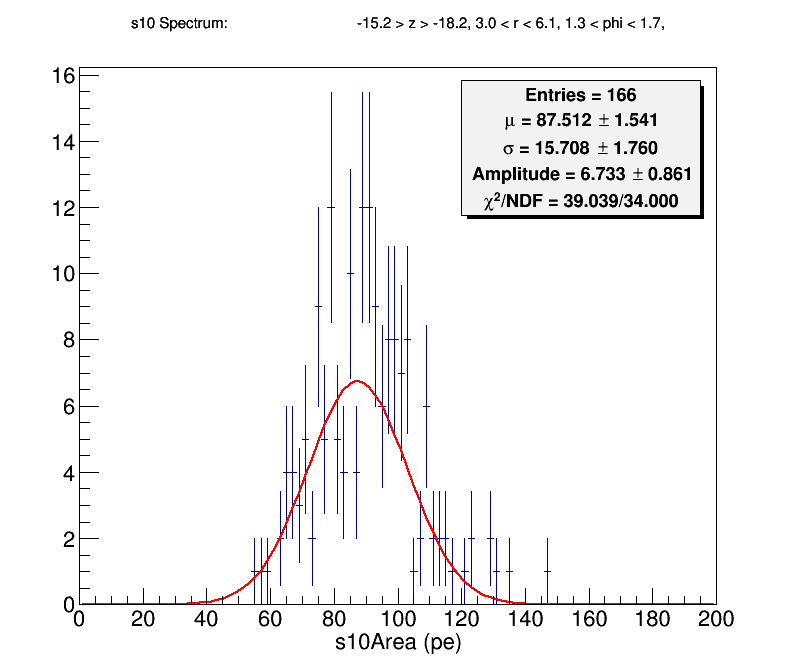 s10 Spectrum: -15.2 > z > -18.2, 3.0 < r < 6.1, 1.3 < phi < 1.7,
Entries = 166
μ = 87.512 ± 1.541
σ = 15.708 ± 1.760
Amplitude = 6.733 ± 0.861
χ²/NDF = 39.039/34.000
16
14
12
10
8
6
4
2
0
0 20 40 60 80 100 120 140 160 180 200
s10Area (pe)